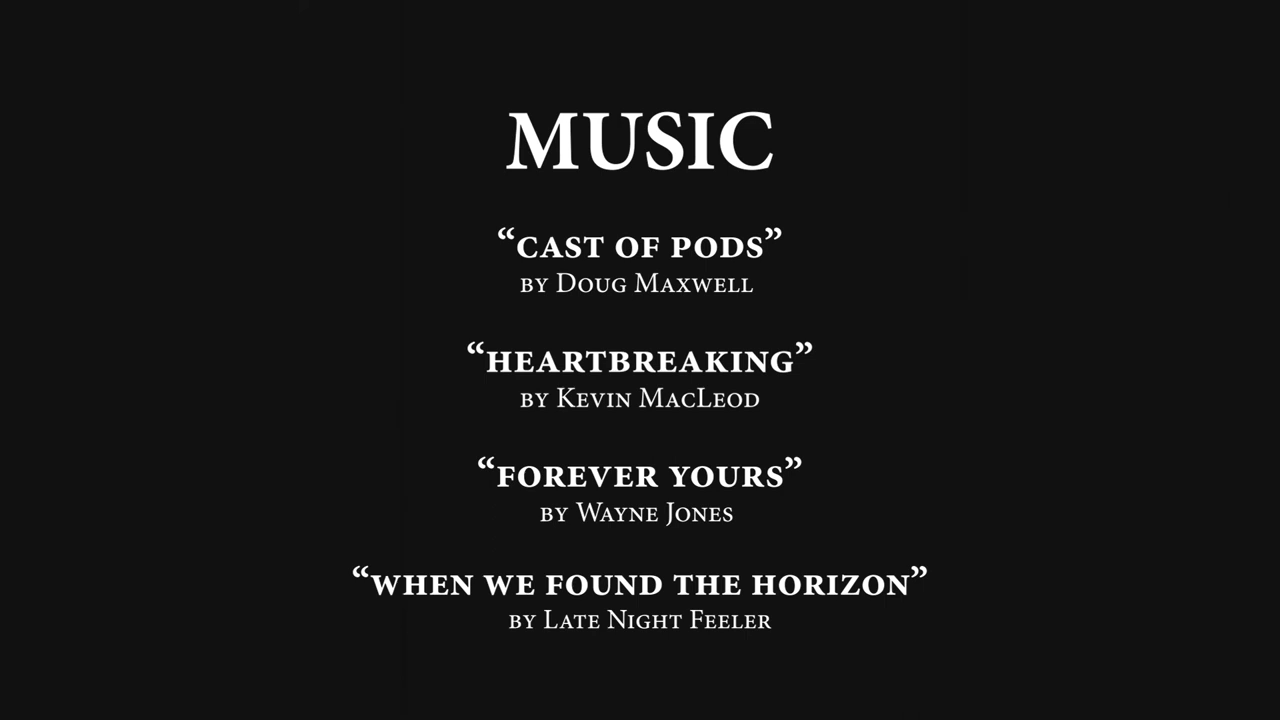 MUSIC
“CAST OF PODS”
BY DOUG MAXWELL
“HEARTBREAKING”
BY KEVIN MACLEOD
“FOREVER YOURS”
BY WAYNE JONES
“WHEN WE FOUND THE HORIZON”
BY LATE NIGHT FEELER